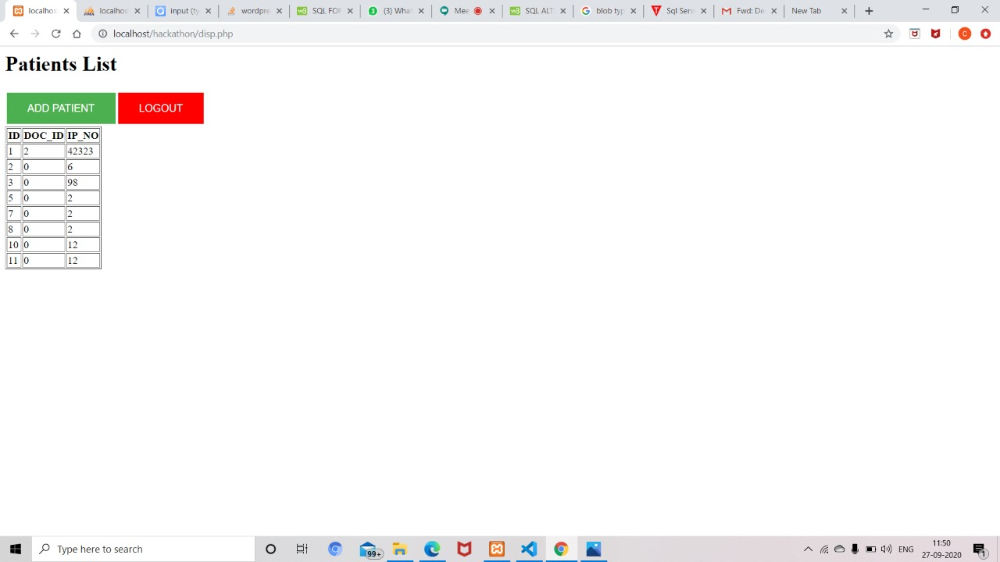 localhos
localhos
input (ty
wordpre
SQL FOR
(3) What
Mee
SQL ALT
blob typ
Sql Serv
Fwd: De
New Tab
localhost/hackathon/disp.php
C
Patients List
ADD PATIENT LOGOUT
ID DOC_ID IP_NO
1 2 42323
2 0 6
3 0 98
5 0 2
7 0 2
8 0 2
10 0 12
11 0 12
Type here to search
99+
ENG
11:50
27-09-2020
1